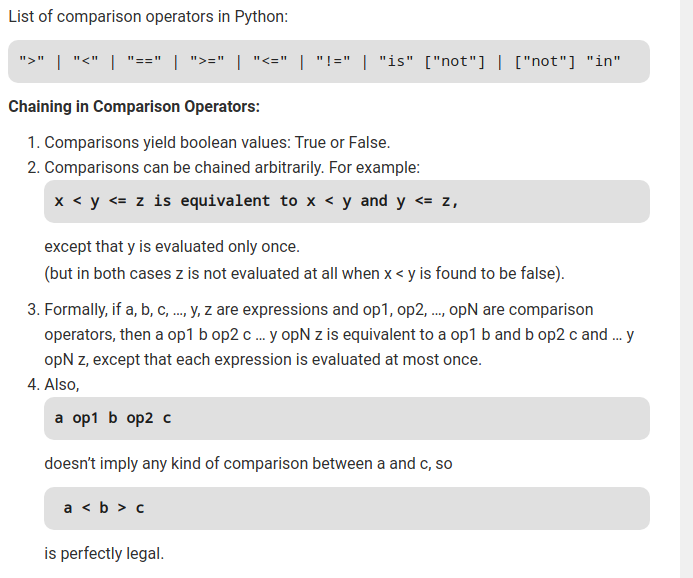 List of comparison operators in Python:
">" | "<" | "==" | ">=" | "<=" | "!=" | "is" ["not"] | ["not"] "in"
Chaining in Comparison Operators:
1. Comparisons yield boolean values: True or False.
2. Comparisons can be chained arbitrarily. For example:
x < y <= z is equivalent to x < y and y <= z,
except that y is evaluated only once.
(but in both cases z is not evaluated at all when x < y is found to be false).
3. Formally, if a, b, c, …, y, z are expressions and op1, op2, …, opN are comparison
operators, then a op1 b op2 c … y opN z is equivalent to a op1 b and b op2 c and … y
opN z, except that each expression is evaluated at most once.
4. Also,
a op1 b op2 c
doesn’t imply any kind of comparison between a and c, so
a < b > c
is perfectly legal.